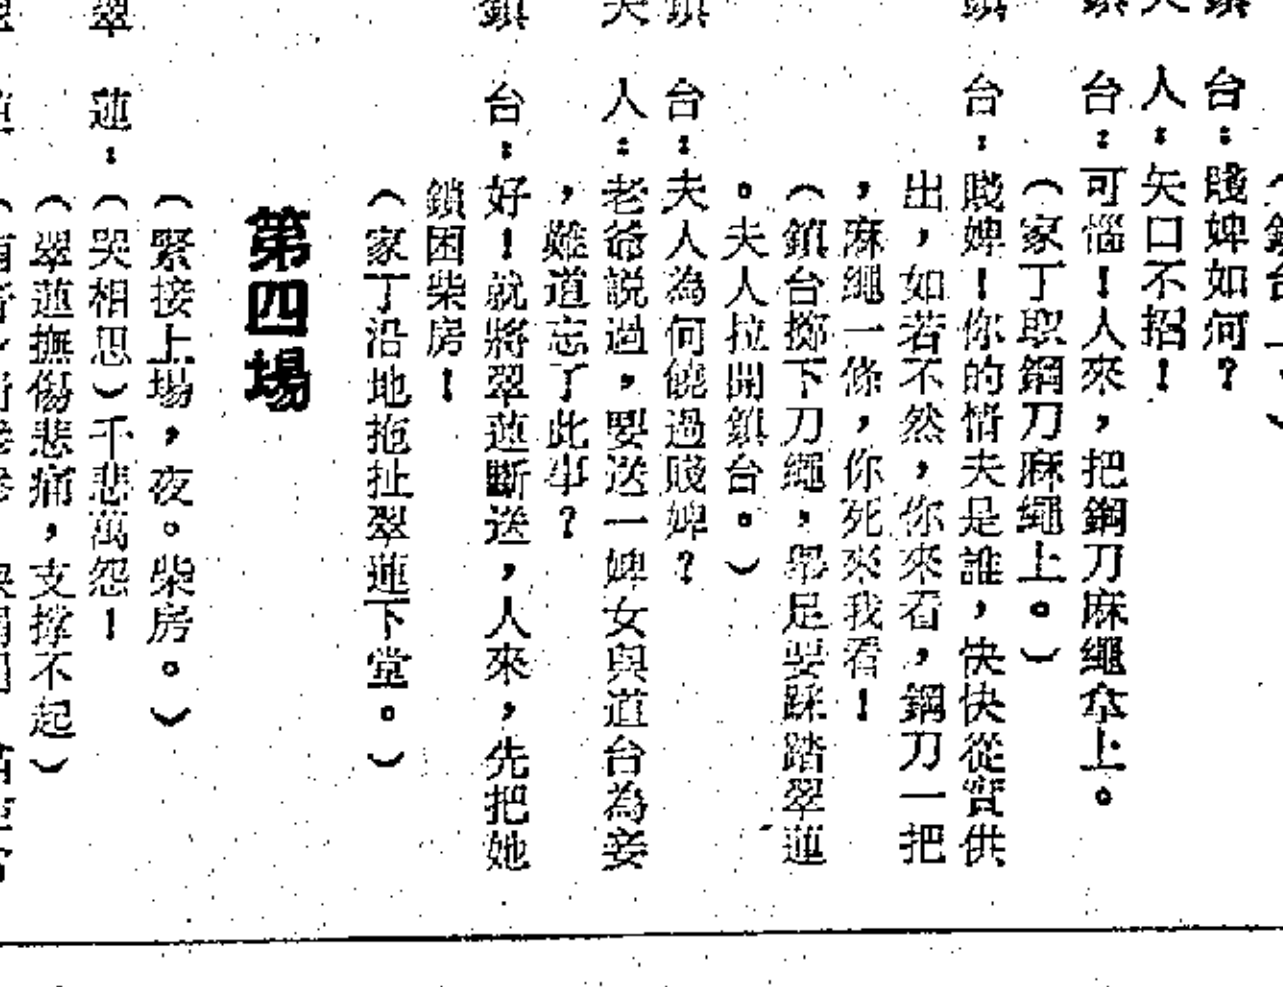 鎮台：賤婢如何？
夫人：矢口不招！
鎮台：可惱！人來，把鋼刀麻繩拿上。
（家丁取鋼刀麻繩上。）
鎮台：賤婢！你的情夫是誰，快快從實供
出，如若不然，你來看，鋼刀一把
，麻繩一條，你死來我看！
（鎮台擲下刀繩，舉足要踩踏翠蓮
。夫人拉開鎮台。）
鎮台：夫人為何饒過賤婢？
夫人：老爺説過，要送一婢女與道台為妾
，難道忘了此事？
鎮台：好！就將翠蓮斷送，人來，先把她
鎖困柴房！
（家丁沿地拖扯翠蓮下堂。）
第四場
（緊接上場，夜。柴房。）
翠蓮：（哭相思）千悲萬怨！
（翠蓮撫傷悲痛，支撐不起）